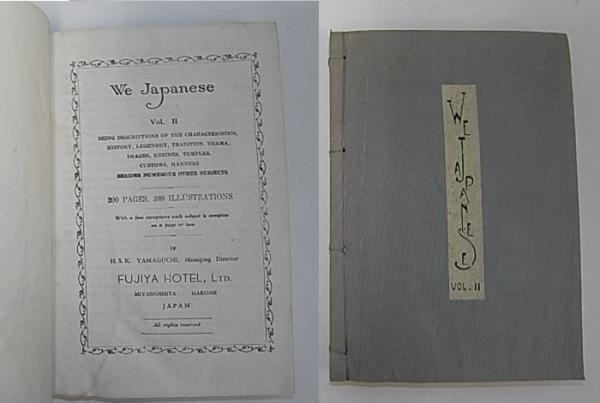 We Japanese
Vol. II
BEING DESCRIPTIONS OF THE CHARACTERISTICS,
HISTORY, LEGENDRY, TRADITION, DRAMA,
IMAGES, SHRINES, TEMPLES,
CUSTOMS, MANNERS
BESIDES NUMEROUS OTHER SUBJECTS
200 PAGES, 389 ILLUSTRATIONS
With a few exceptions each subject is complete
on a page or two
by
H. S. K. YAMAGUCHI, Managing Director
FUJIYA HOTEL, LTD.
MIYANOSHITA · · · HAKONE
JAPAN
All rights reserved
WE JAPANESE
VOL. II